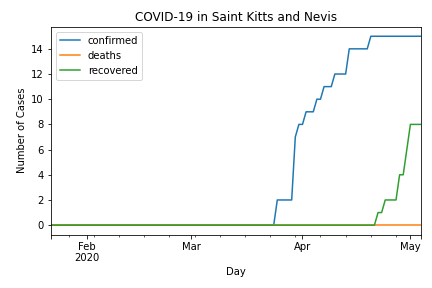 COVID-19 in Saint Kitts and Nevis
confirmed
deaths
recovered
Number of Cases
14
12
10
8
6
4
2
0
Feb
2020
Mar
Apr
May
Day